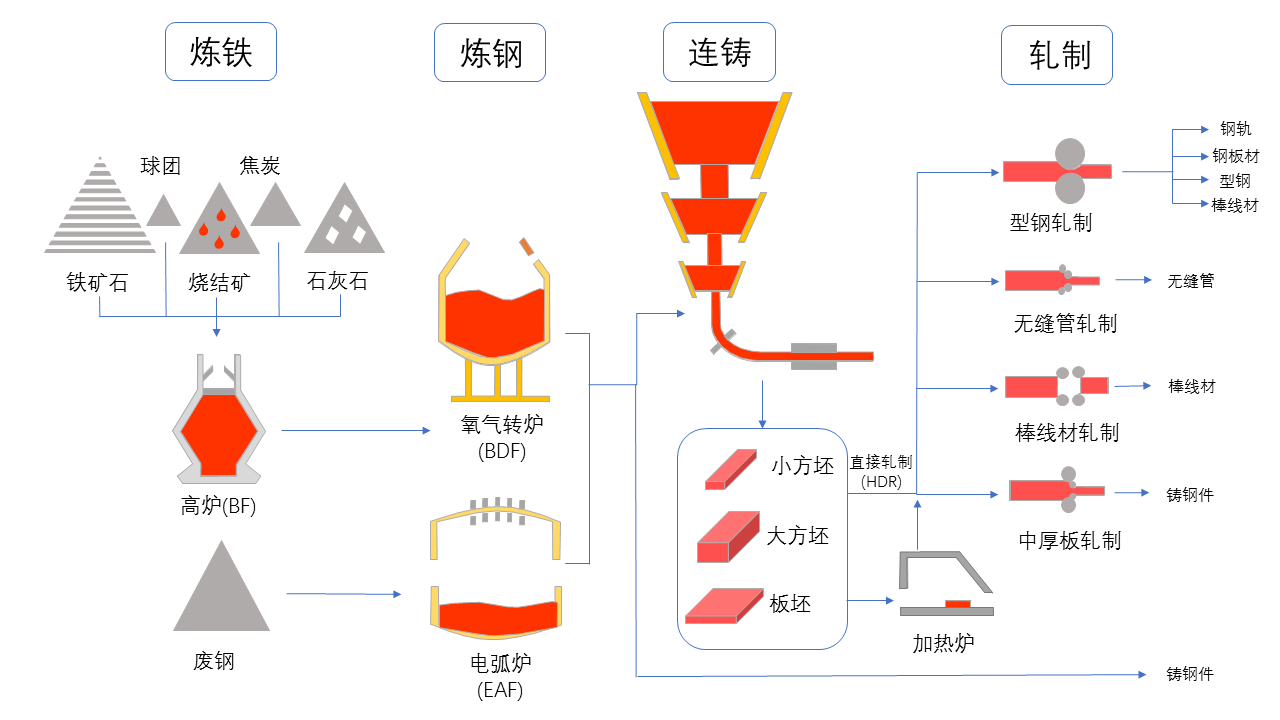 炼铁
炼钢
连铸
轧制
球团
焦炭
铁矿石
烧结矿
石灰石
高炉(BF)
废钢
氧气转炉
(BDF)
电弧炉
(EAF)
小方坯
大方坯
板坯
直接轧制
(HDR)
加热炉
型钢轧制
钢轨
钢板材
型钢
棒线材
无缝管轧制
无缝管
棒线材轧制
棒线材
中厚板轧制
铸钢件
铸钢件